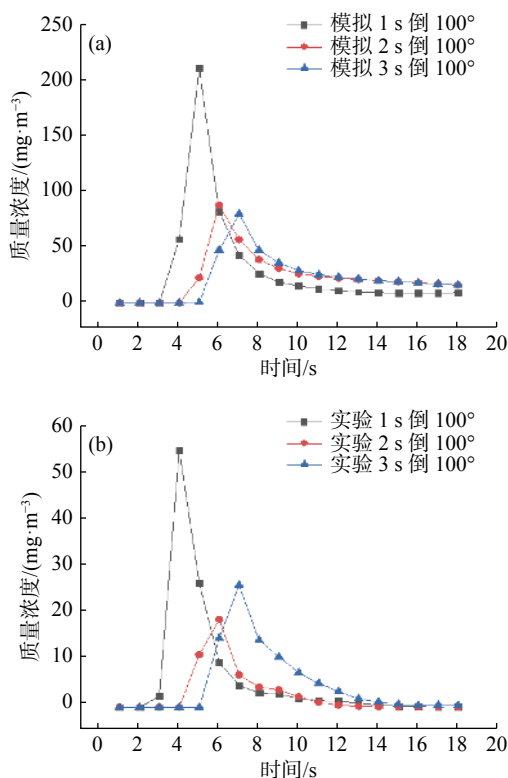 (a)
模拟 1 s 倒 100°
模拟 2 s 倒 100°
模拟 3 s 倒 100°
质量浓度/(mg·m⁻³)
250
200
150
100
50
0
0 2 4 6 8 10 12 14 16 18 20
时间/s
(b)
实验 1 s 倒 100°
实验 2 s 倒 100°
实验 3 s 倒 100°
质量浓度/(mg·m⁻³)
60
50
40
30
20
10
0
0 2 4 6 8 10 12 14 16 18 20
时间/s